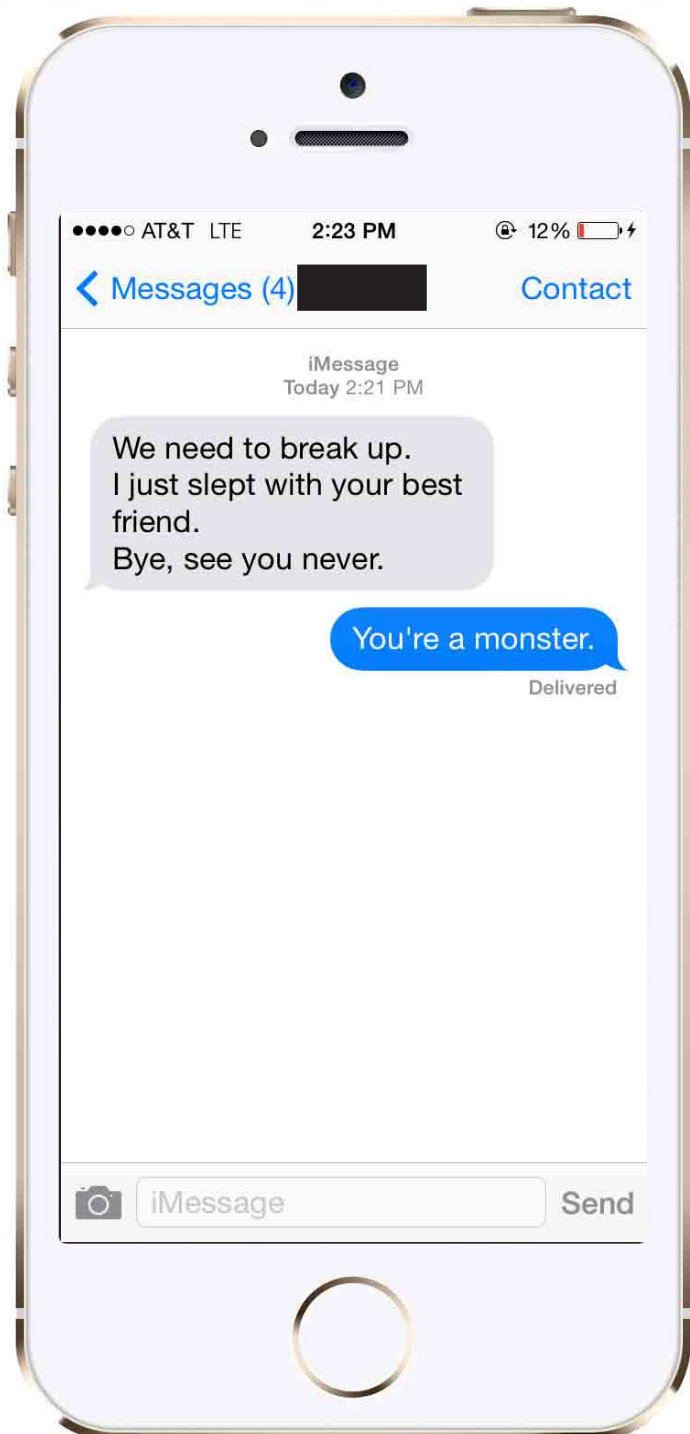 AT&T LTE 2:23 PM 12%
Messages (4) Contact
iMessage
Today 2:21 PM
We need to break up.
I just slept with your best
friend.
Bye, see you never.
You're a monster.
Delivered
iMessage Send